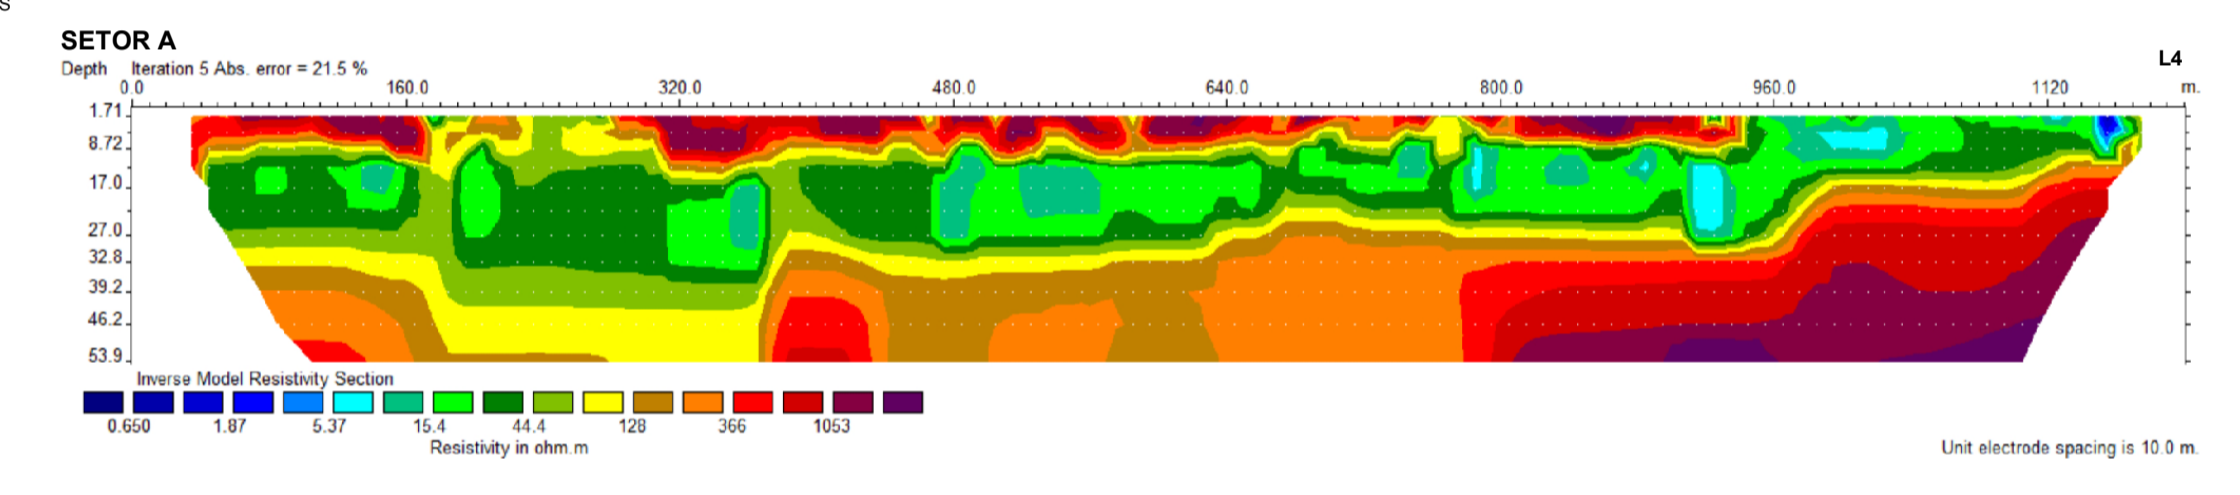 S
SETOR A
L4
Depth Iteration 5 Abs. error = 21.5 %
0.0 160.0 320.0 480.0 640.0 800.0 960.0 1120 m.
1.71
8.72
17.0
27.0
32.8
39.2
46.2
53.9
Inverse Model Resistivity Section
0.650 1.87 5.37 15.4 44.4 128 366 1053
Resistivity in ohm.m
Unit electrode spacing is 10.0 m.